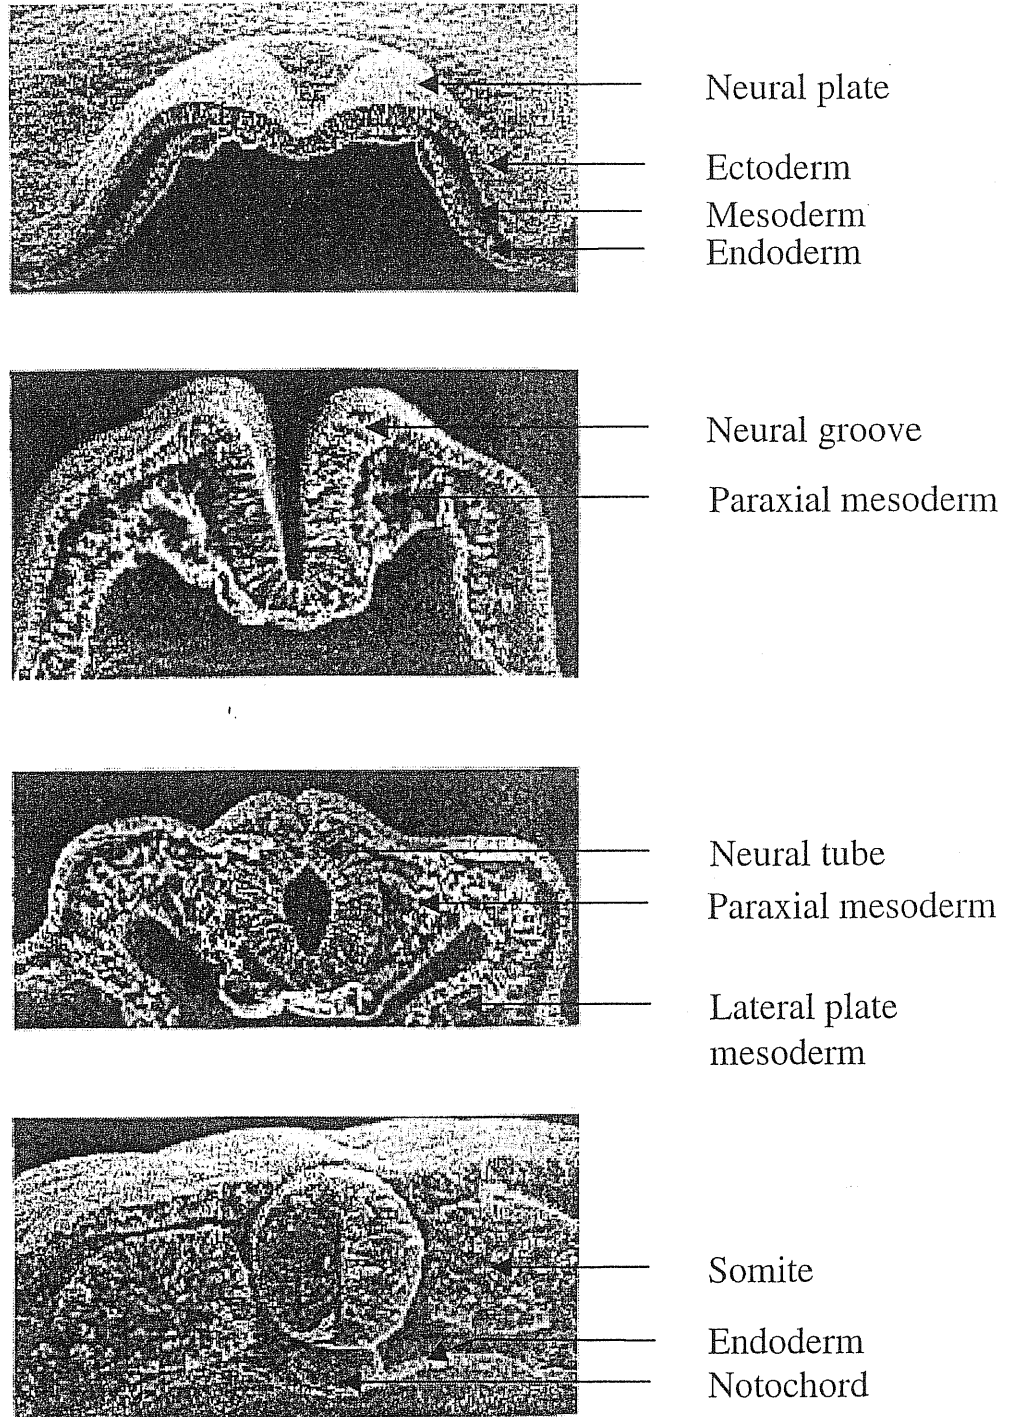 Neural plate
Ectoderm
Mesoderm
Endoderm
Neural groove
Paraxial mesoderm
Neural tube
Paraxial mesoderm
Lateral plate
mesoderm
Somite
Endoderm
Notochord